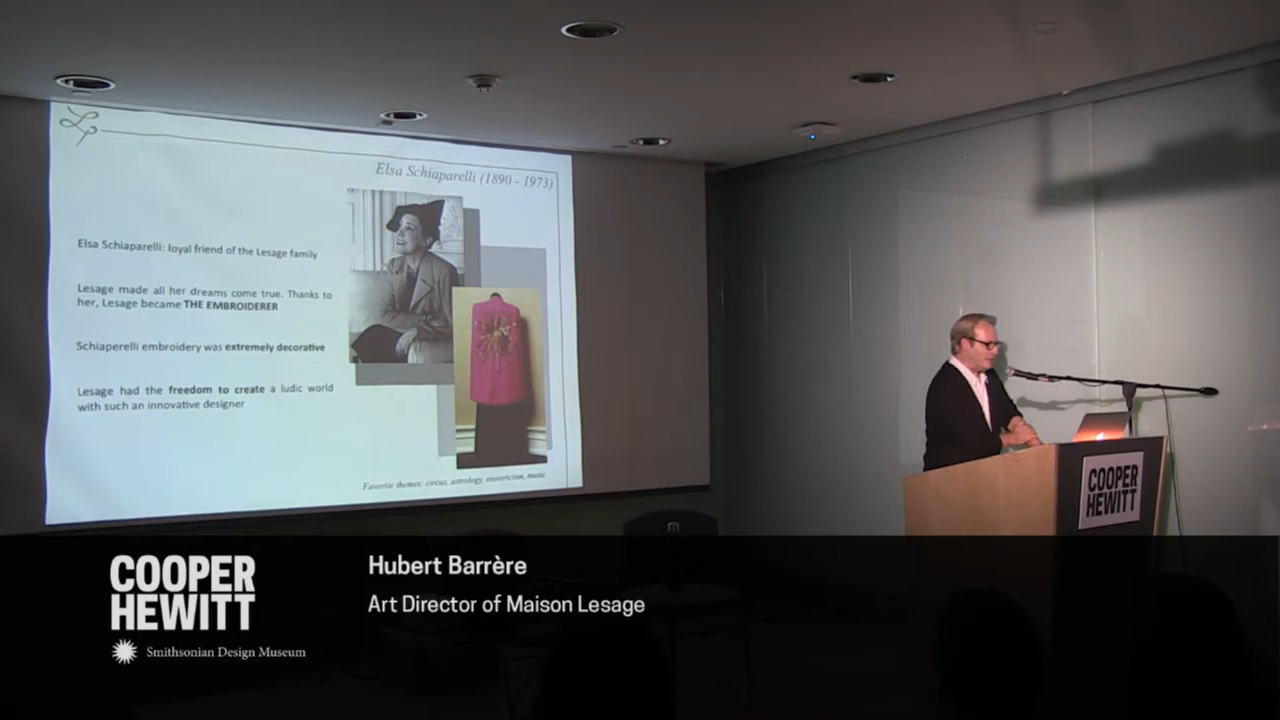 Elsa Schiaparelli (1890 - 1973)
Elsa Schiaparelli: loyal friend of the Lesage family
Lesage made all her dreams come true. Thanks to
her, Lesage became THE EMBROIDERER
Schiaperelli embroidery was extremely decorative
Lesage had the freedom to create a ludic world
with such an innovative designer
Favorite themes: circus, astrology, esotericism, music
COOPER
HEWITT
COOPER
HEWITT
Smithsonian Design Museum
Hubert Barrère
Art Director of Maison Lesage